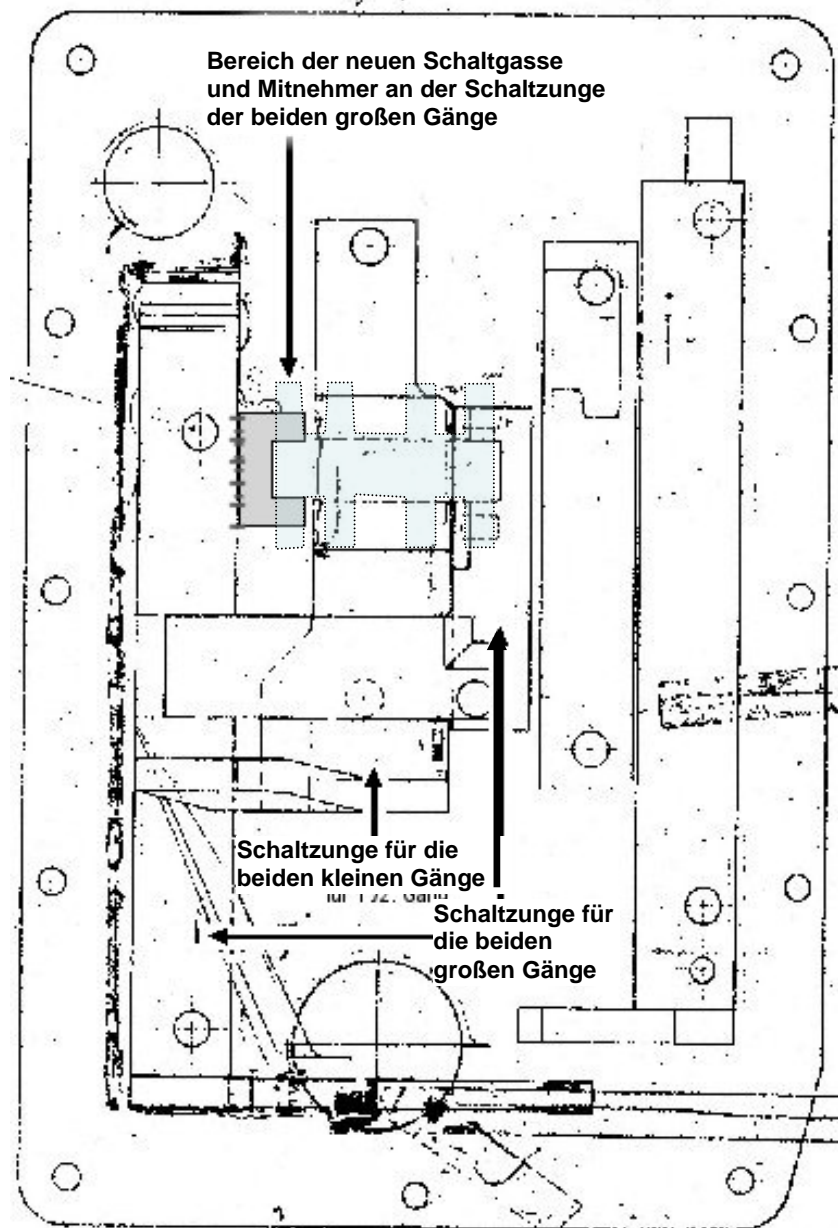 Bereich der neuen Schaltgasse
und Mitnehmer an der Schaltzunge
der beiden großen Gänge
Schaltzunge für die
beiden kleinen Gänge
Schaltzunge für
die beiden
großen Gänge